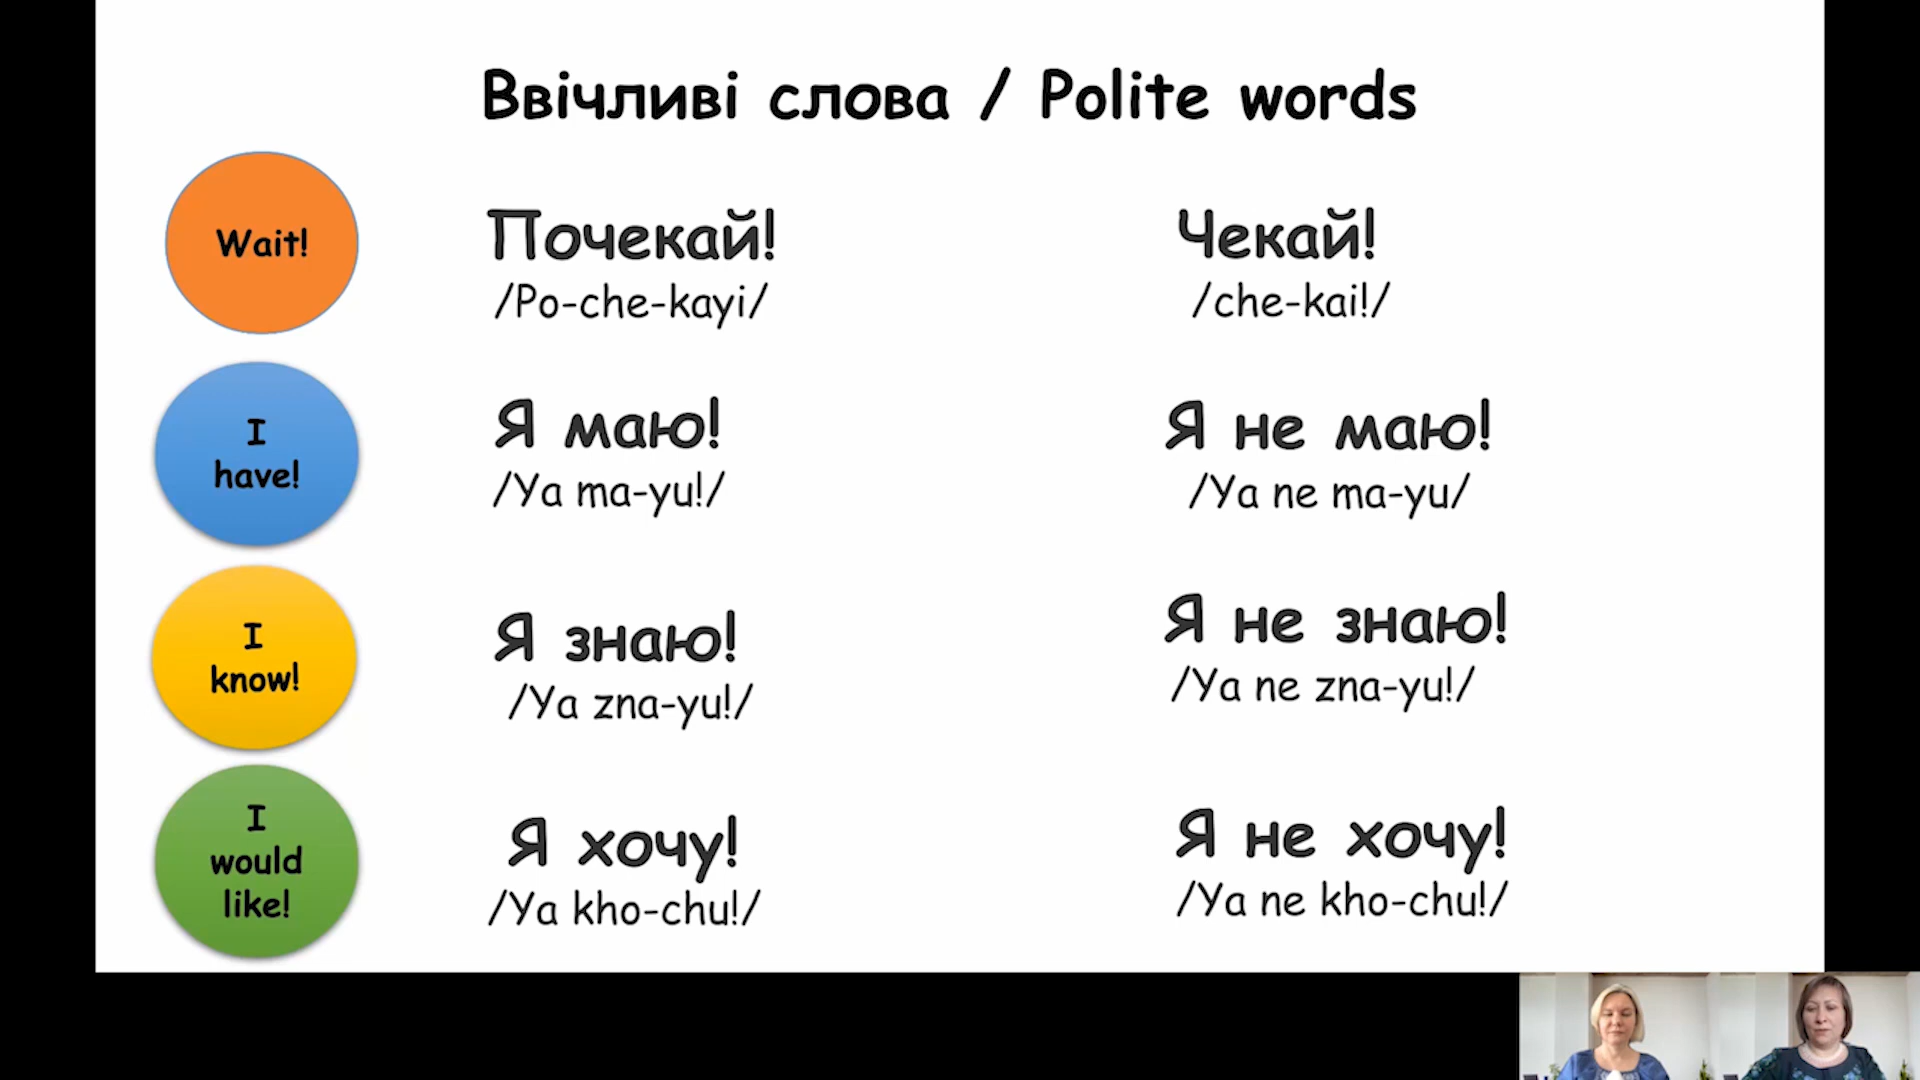 Ввічливі слова / Polite words
Wait!
Почекай!
/Po-che-kayi/
Чекай!
/che-kai!/
I
have!
Я маю!
/Ya ma-yu!/
Я не маю!
/Ya ne ma-yu/
I
know!
Я знаю!
/Ya zna-yu!/
Я не знаю!
/Ya ne zna-yu!/
I
would
like!
Я хочу!
/Ya kho-chu!/
Я не хочу!
/Ya ne kho-chu!/